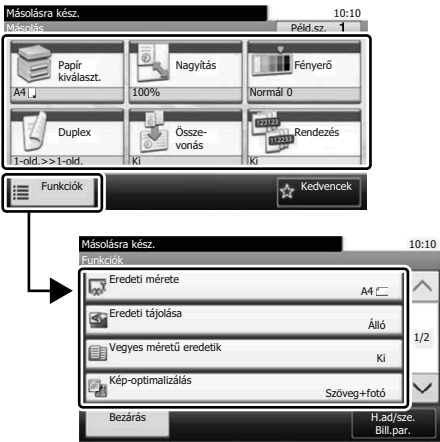 Másolásra kész. 10:10
Másolás Péld.sz. 1
Papír kiválaszt.
A4
Nagyítás
100%
Fényerő
Normál 0
Duplex
1-old.>>1-old.
Össze-
vonás
Ki
123123
112233
Rendezés
Ki
Funkciók
Kedvencek
Másolásra kész. 10:10
Funkciók
Eredeti mérete
A4
Eredeti tájolása
Álló
Vegyes méretű eredetik
Ki
Kép-optimalizálás
Szöveg+fotó
1/2
Bezárás
H.ad/sze.
Bill.par.